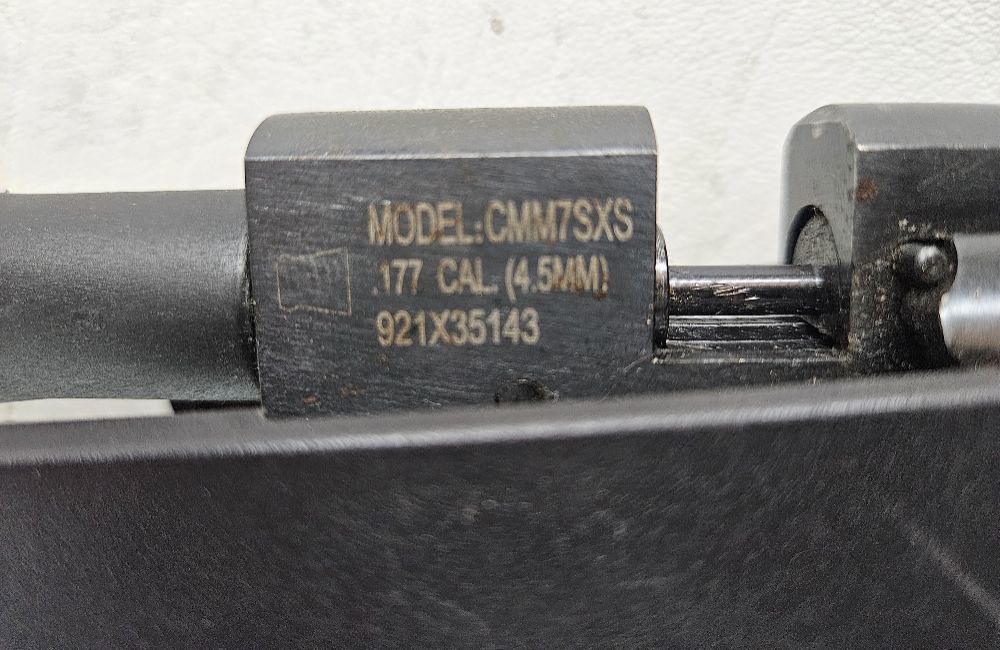 MODEL:CMM7SXS
.177 CAL. (4.5MM)
921X35143